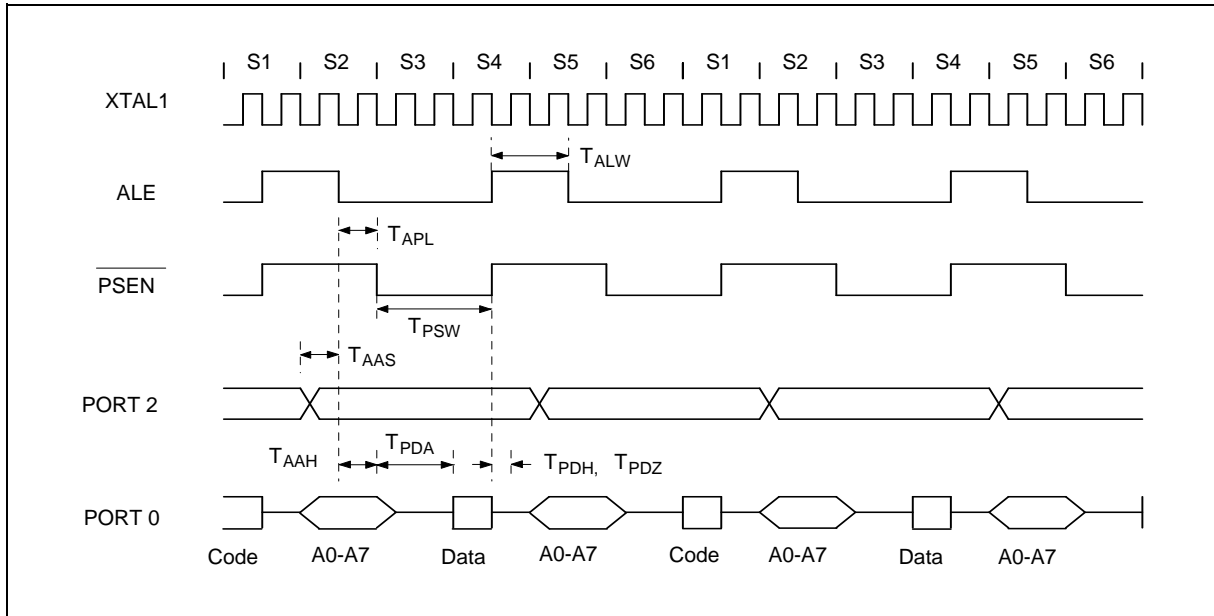 S1 S2 S3 S4 S5 S6 S1 S2 S3 S4 S5 S6
XTAL1
TALW
ALE
TAPL
PSEN
TPSW
TAAS
PORT 2
TAAH TPDA TPDH, TPDZ
PORT 0
Code A0-A7 Data A0-A7 Code A0-A7 Data A0-A7